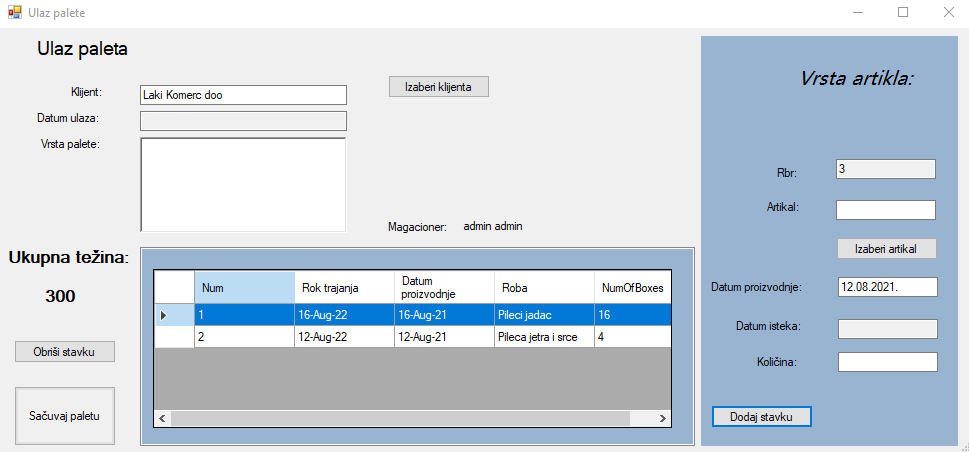 Ulaz palete
Ulaz paleta
Klijent:
Laki Komerc doo
Izaberi klijenta
Datum ulaza:
Vrsta palete:
Magacioner:
admin admin
Ukupna težina:
300
Obriši stavku
Sačuvaj paletu
Num
Rok trajanja
Datum
proizvodnje
Roba
NumOfBoxes
1
16-Aug-22
16-Aug-21
Pileci jadac
16
2
12-Aug-22
12-Aug-21
Pileca jetra i srce
4
Vrsta artikla:
Rbr:
3
Artikal:
Izaberi artikal
Datum proizvodnje:
12.08.2021.
Datum isteka:
Količina:
Dodaj stavku